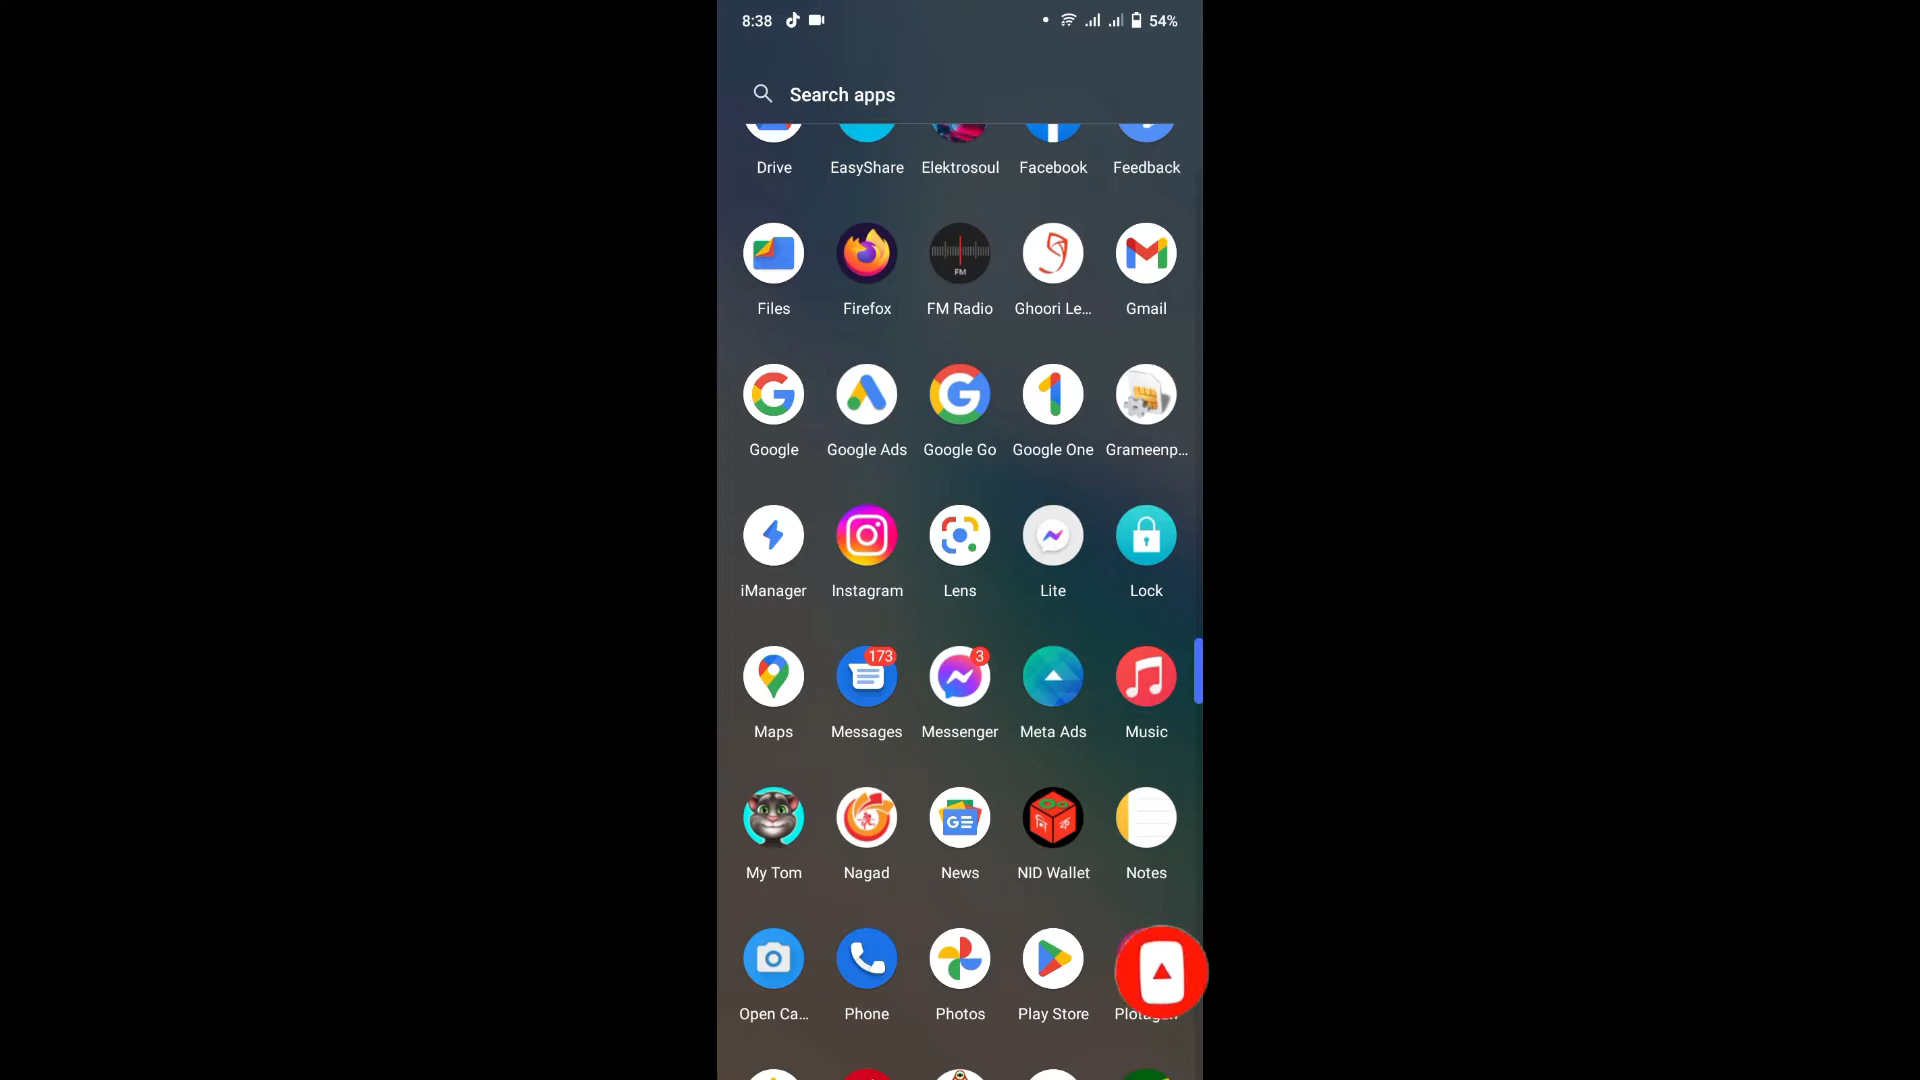 8:38 54%
Search apps
Drive EasyShare Elektrosoul Facebook Feedback
FM
Files Firefox FM Radio Ghoori Le... Gmail
Google Google Ads Google Go Google One Grameenp...
iManager Instagram Lens Lite Lock
173 3
Maps Messages Messenger Meta Ads Music
GE
নি ক
My Tom Nagad News NID Wallet Notes
Open Ca... Phone Photos Play Store